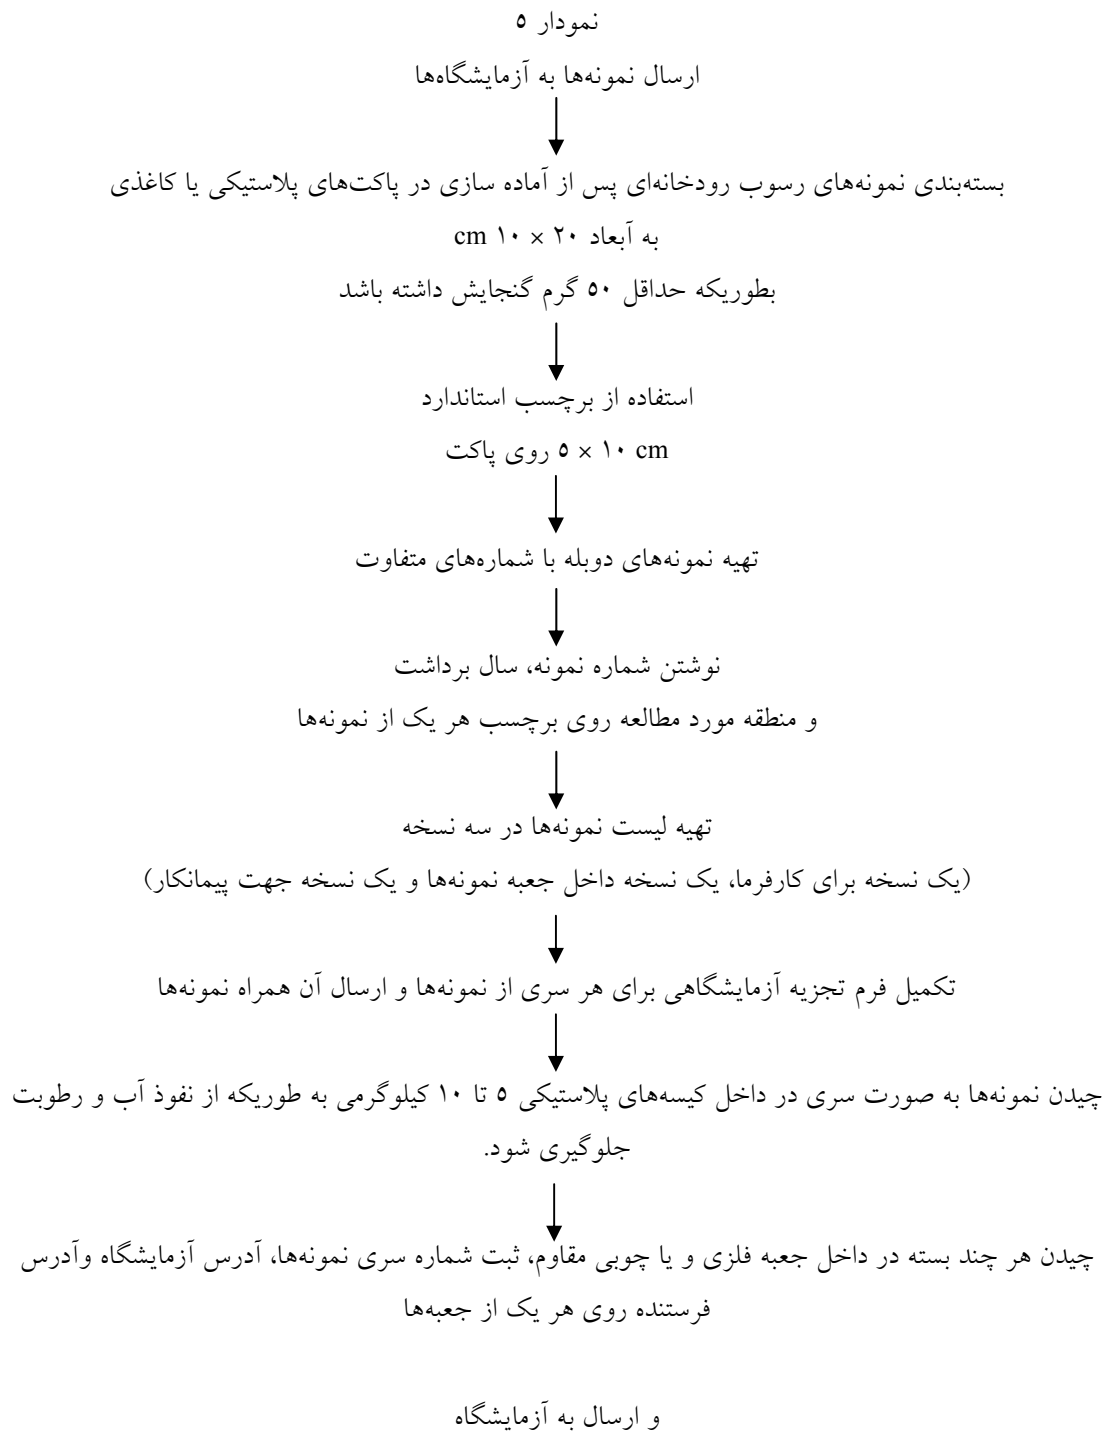 نمودار ۵
ارسال نمونه‌ها به آزمایشگاه‌ها
بسته‌بندی نمونه‌های رسوب رودخانه‌ای پس از آماده سازی در پاکت‌های پلاستیکی یا کاغذی
به آبعاد ۲۰ × ۱۰ cm
بطوریکه حداقل ۵۰ گرم گنجایش داشته باشد
استفاده از برچسب استاندارد
۵ × ۱۰ cm روی پاکت
تهیه نمونه‌های دوبله با شماره‌های متفاوت
نوشتن شماره نمونه، سال برداشت
و منطقه مورد مطالعه روی برچسب هر یک از نمونه‌ها
تهیه لیست نمونه‌ها در سه نسخه
(یک نسخه برای کارفرما، یک نسخه داخل جعبه نمونه‌ها و یک نسخه جهت پیمانکار)
تکمیل فرم تجزیه آزمایشگاهی برای هر سری از نمونه‌ها و ارسال آن همراه نمونه‌ها
چیدن نمونه‌ها به صورت سری در داخل کیسه‌های پلاستیکی ۵ تا ۱۰ کیلوگرمی به طوریکه از نفوذ آب و رطوبت
جلوگیری شود.
چیدن هر چند بسته در داخل جعبه فلزی و یا چوبی مقاوم، ثبت شماره سری نمونه‌ها، آدرس آزمایشگاه وآدرس
فرستنده روی هر یک از جعبه‌ها
و ارسال به آزمایشگاه